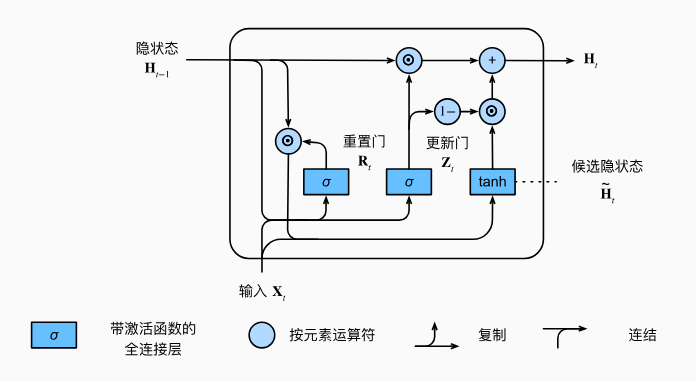 隐状态
H_{t−1}
H_t
+
1−
重置门
R_t
更新门
Z_t
σ
σ
tanh
候选隐状态
H̃_t
输入 X_t
σ
带激活函数的
全连接层
按元素运算符
复制
连结